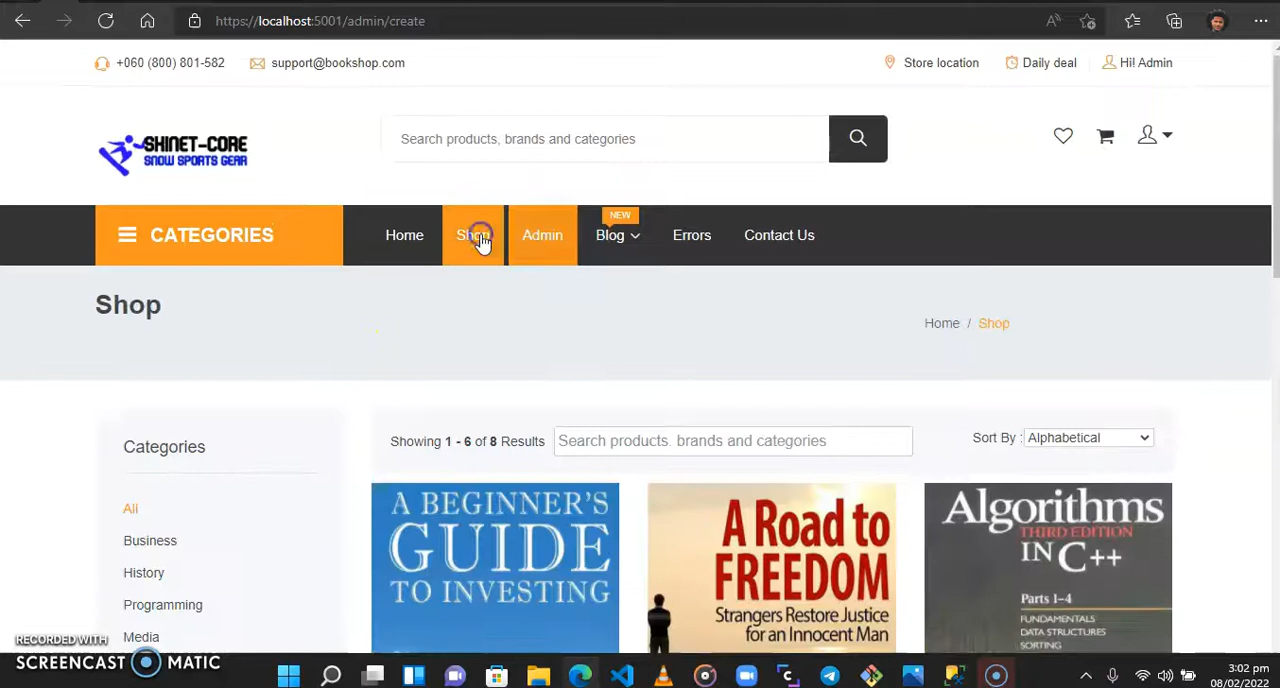 https://localhost:5001/admin/create
+060 (800) 801-582
support@bookshop.com
Store location
Daily deal
Hi! Admin
SHINET-CORE
SNOW SPORTS GEAR
Search products, brands and categories
NEW
CATEGORIES
Home
Shop
Admin
Blog
Errors
Contact Us
Shop
Home / Shop
Categories
Showing 1 - 6 of 8 Results
Search products, brands and categories
Sort By :
Alphabetical
All
Business
History
Programming
Media
A BEGINNER'S
GUIDE
TO INVESTING
A Road to
FREEDOM
Strangers Restore Justice
for an Innocent Man
Algorithms
THIRD EDITION
IN C++
Parts 1–4
FUNDAMENTALS
DATA STRUCTURES
SORTING
RECORDED WITH
SCREENCAST MATIC
3:02 pm
08/02/2022